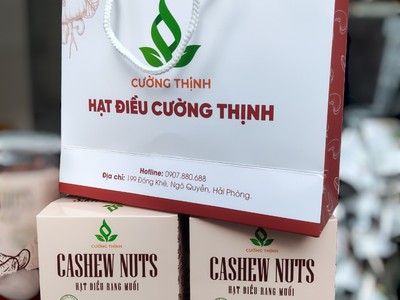 CƯỜNG THỊNH
HẠT ĐIỀU CƯỜNG THỊNH
Hotline: 0907.880.688
Địa chỉ: 199 Đông Khê, Ngô Quyền, Hải Phòng.
CƯỜNG THỊNH
CASHEW NUTS
HẠT ĐIỀU RANG MUỐI
CƯỜNG THỊNH
CASHEW NUTS
HẠT ĐIỀU RANG MUỐI